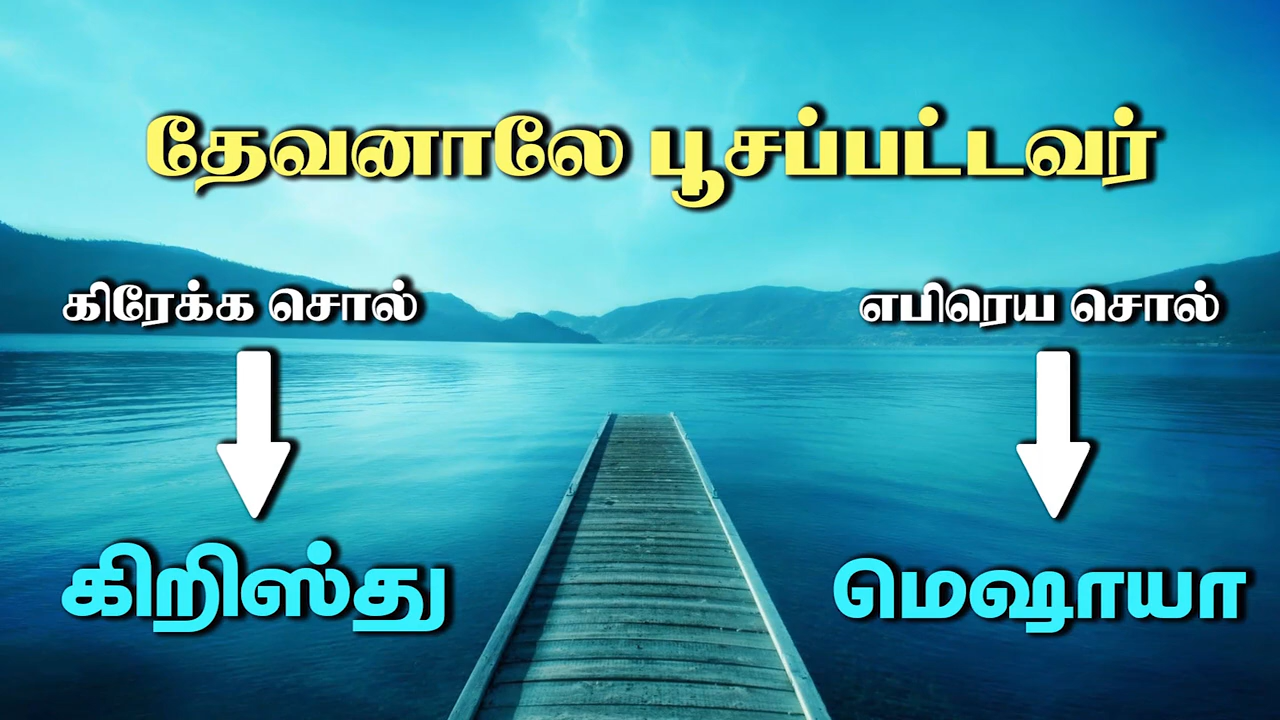 தேவனாலே பூசப்பட்டவர்
கிரேக்க சொல்
எபிரெய சொல்
கிறிஸ்து
மெஷாயா